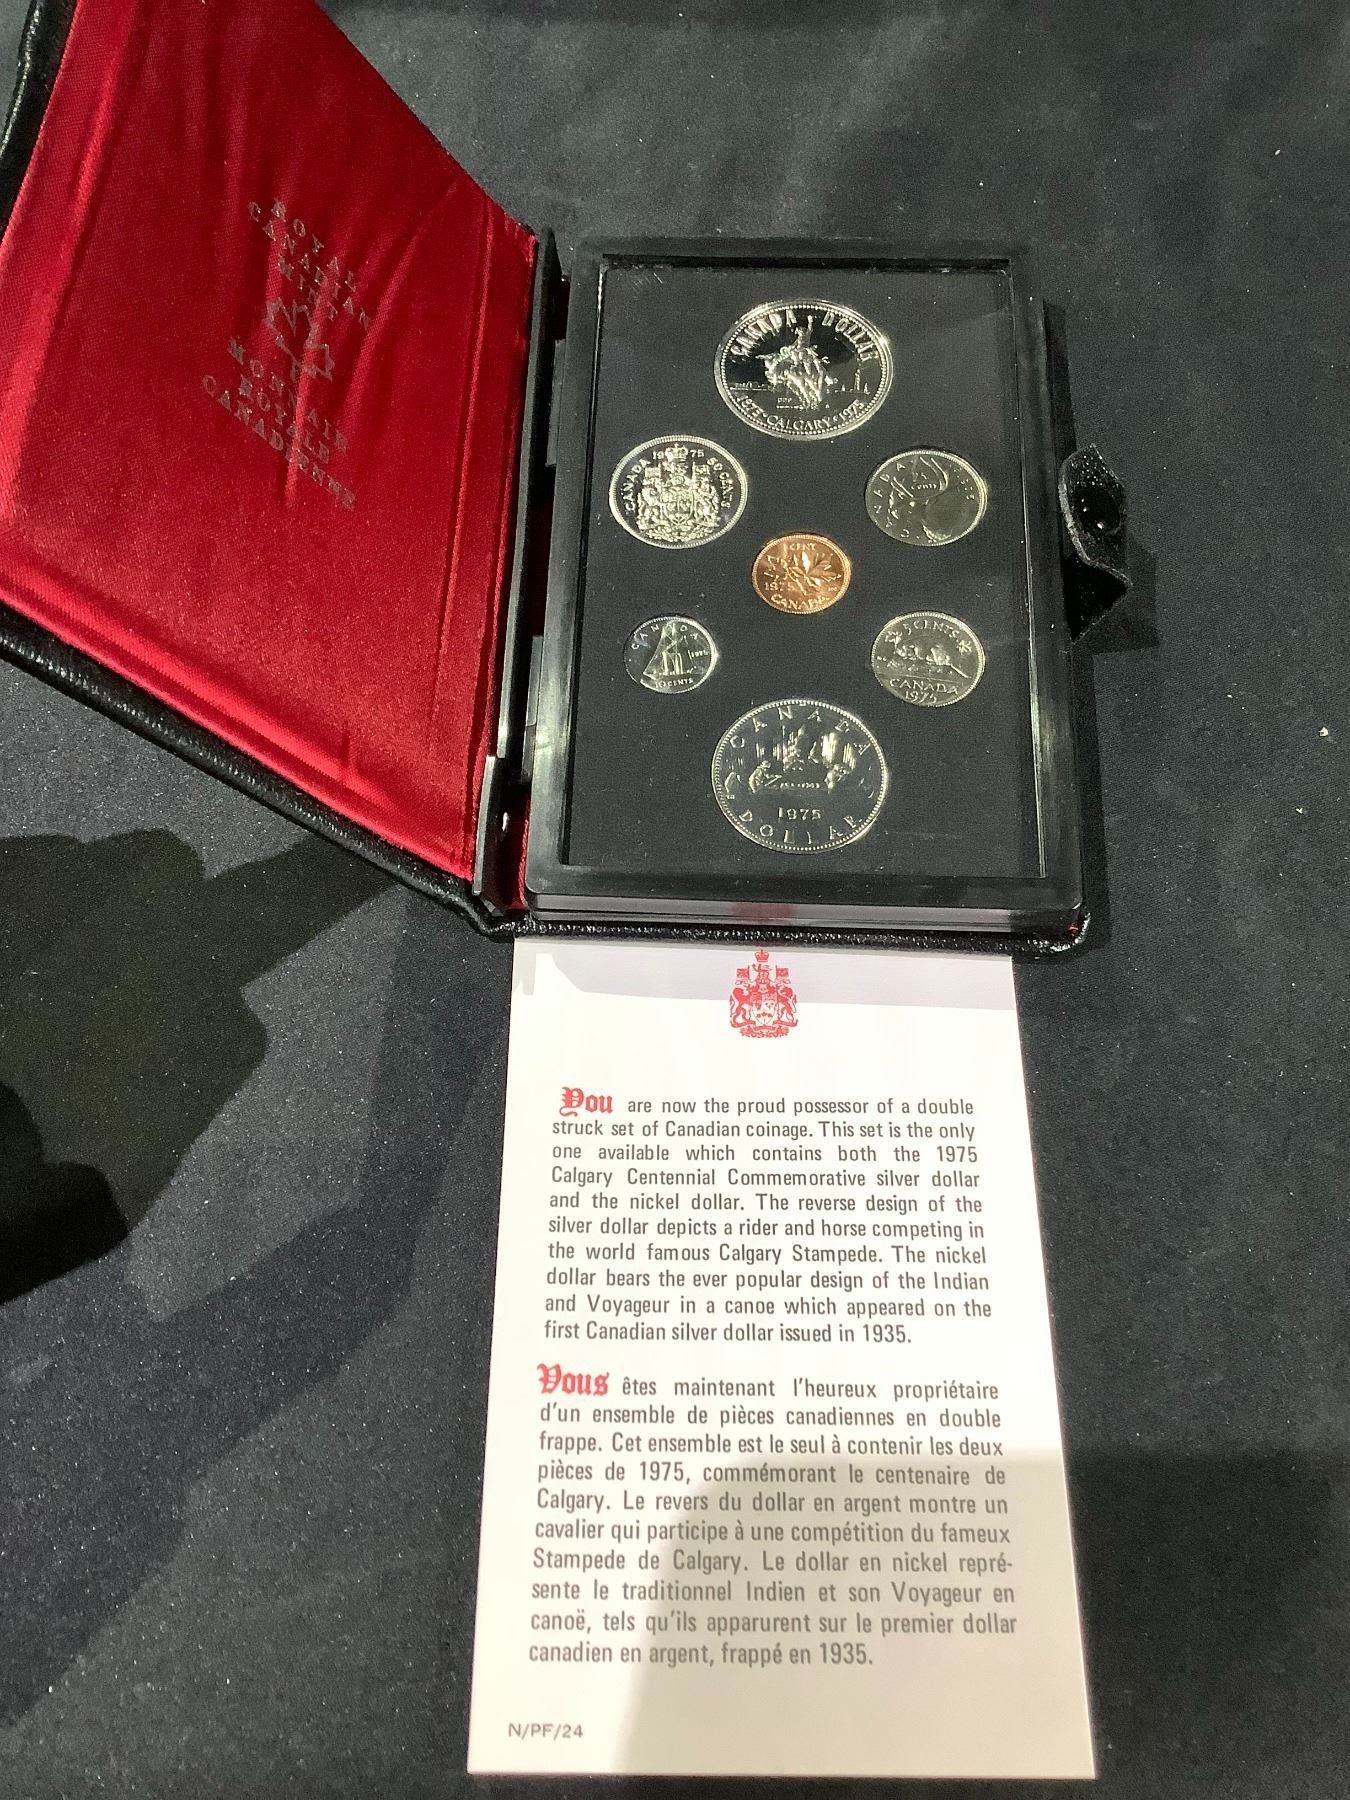 ROYAL
CANADIAN
MINT
MONNAIE
ROYALE
CANADIENNE
CANADA DOLLAR
1875 · CALGARY · 1975
CANADA 1975 50 CENTS
CANADA 25 CENTS 1975
CENT
1975
CANADA
CANADA
1975
10 CENTS
5 CENTS
CANADA
1975
CANADA
1975
DOLLAR
You are now the proud possessor of a double
struck set of Canadian coinage. This set is the only
one available which contains both the 1975
Calgary Centennial Commemorative silver dollar
and the nickel dollar. The reverse design of the
silver dollar depicts a rider and horse competing in
the world famous Calgary Stampede. The nickel
dollar bears the ever popular design of the Indian
and Voyageur in a canoe which appeared on the
first Canadian silver dollar issued in 1935.
Vous êtes maintenant l'heureux propriétaire
d'un ensemble de pièces canadiennes en double
frappe. Cet ensemble est le seul à contenir les deux
pièces de 1975, commémorant le centenaire de
Calgary. Le revers du dollar en argent montre un
cavalier qui participe à une compétition du fameux
Stampede de Calgary. Le dollar en nickel repré-
sente le traditionnel Indien et son Voyageur en
canoë, tels qu'ils apparurent sur le premier dollar
canadien en argent, frappé en 1935.
N/PF/24